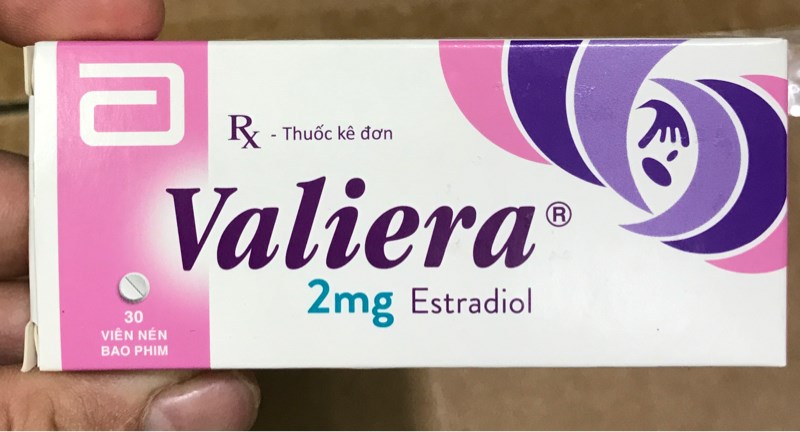 Rx - Thuốc kê đơn
Valiera®
2mg Estradiol
30
VIÊN NÉN
BAO PHIM